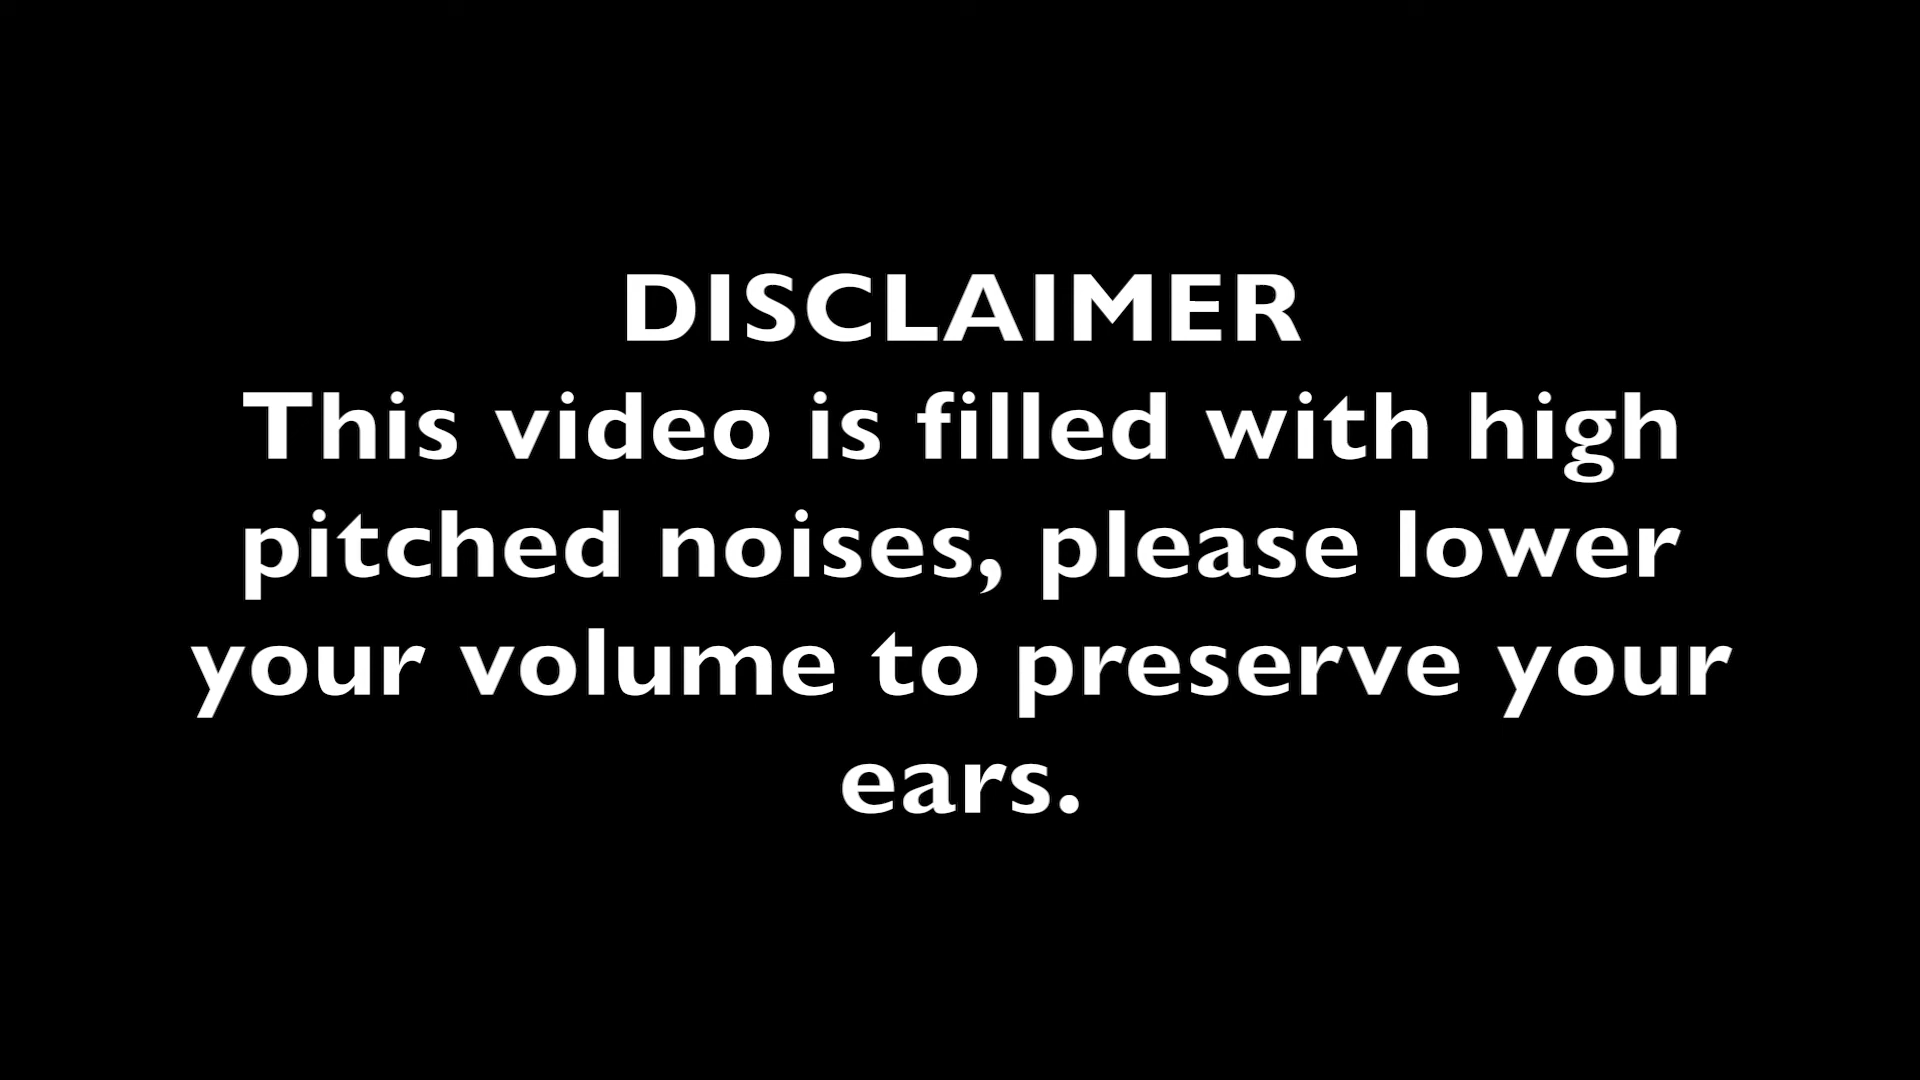 DISCLAIMER
This video is filled with high
pitched noises, please lower
your volume to preserve your
ears.